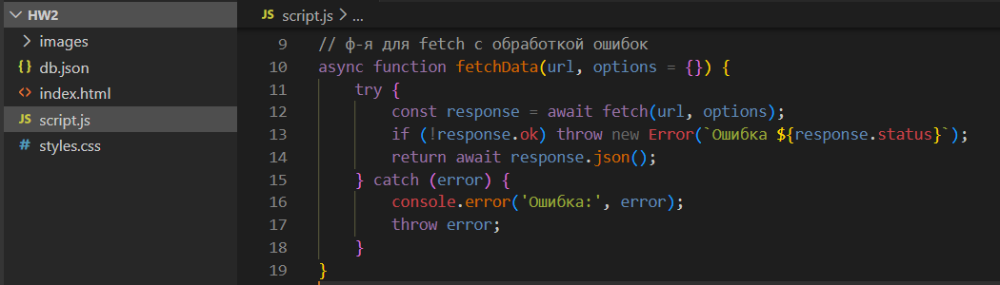 HW2
images
db.json
index.html
JS script.js
# styles.css
JS script.js > ...
9 // ф-я для fetch с обработкой ошибок
10 async function fetchData(url, options = {}) {
11 try {
12 const response = await fetch(url, options);
13 if (!response.ok) throw new Error(`Ошибка ${response.status}`);
14 return await response.json();
15 } catch (error) {
16 console.error('Ошибка:', error);
17 throw error;
18 }
19 }